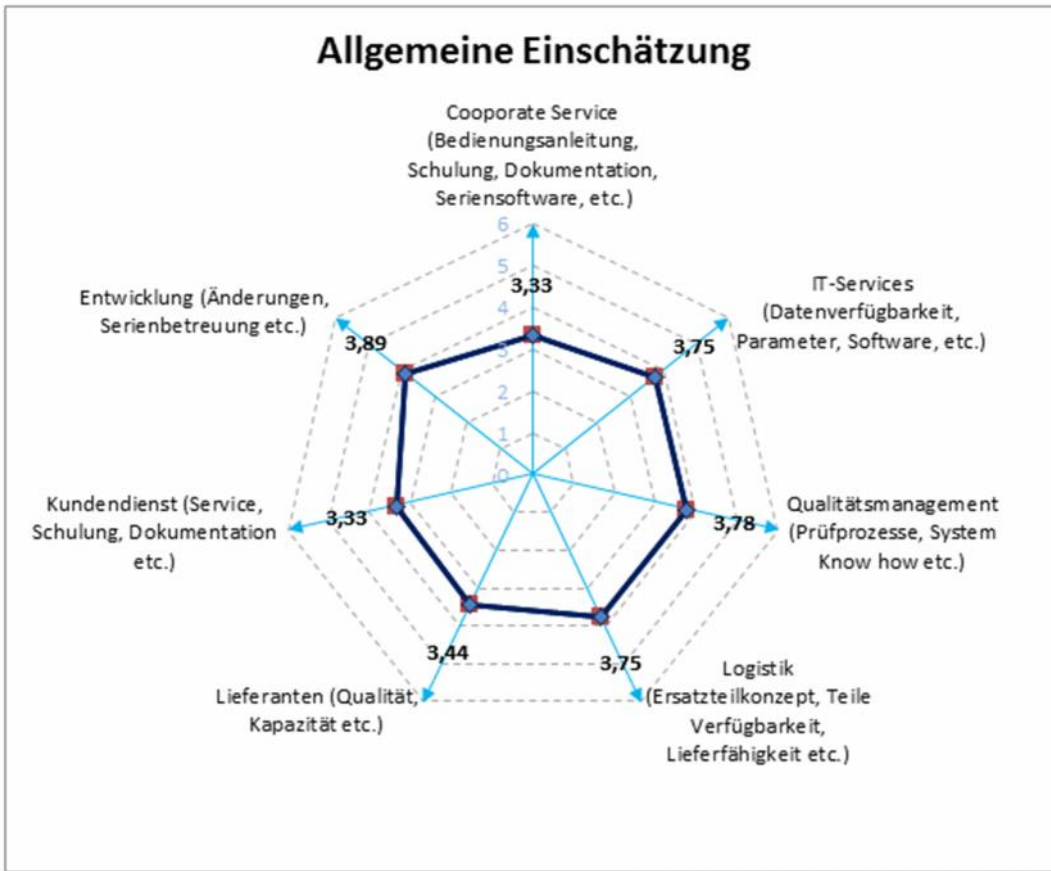 Allgemeine Einschätzung
Cooporate Service
(Bedienungsanleitung,
Schulung, Dokumentation,
Seriensoftware, etc.)
6
5
4
3
2
1
0
3,33
IT-Services
(Datenverfügbarkeit,
Parameter, Software, etc.)
3,75
Qualitätsmanagement
(Prüfprozesse, System
Know how etc.)
3,78
Logistik
(Ersatzteilkonzept, Teile
Verfügbarkeit,
Lieferfähigkeit etc.)
3,75
Lieferanten (Qualität,
Kapazität etc.)
3,44
Kundendienst (Service,
Schulung, Dokumentation
etc.)
3,33
Entwicklung (Änderungen,
Serienbetreuung etc.)
3,89